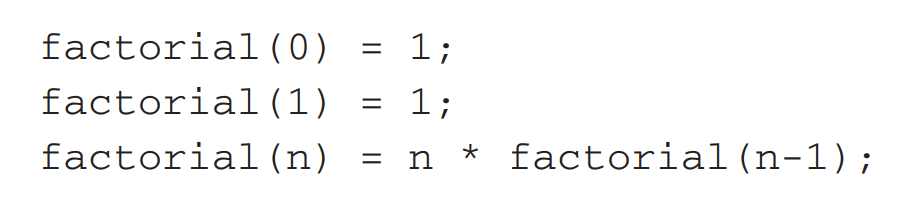 factorial(0) = 1;
factorial(1) = 1;
factorial(n) = n * factorial(n-1);